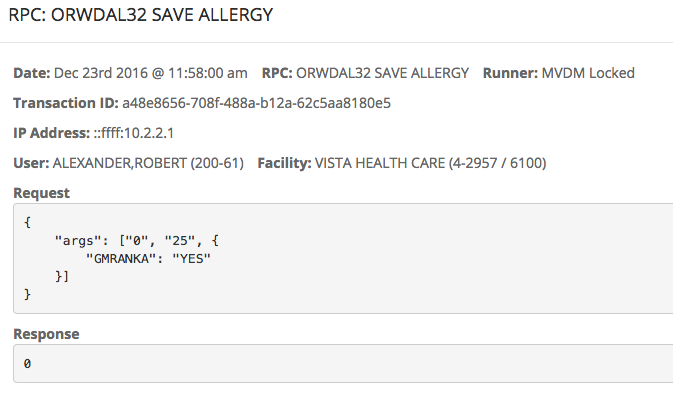 RPC: ORWDAL32 SAVE ALLERGY
Date: Dec 23rd 2016 @ 11:58:00 am RPC: ORWDAL32 SAVE ALLERGY Runner: MVDM Locked
Transaction ID: a48e8656-708f-488a-b12a-62c5aa8180e5
IP Address: ::ffff:10.2.2.1
User: ALEXANDER,ROBERT (200-61) Facility: VISTA HEALTH CARE (4-2957 / 6100)
Request
{
    "args": ["0", "25", {
        "GMRANKA": "YES"
    }]
}
Response
0